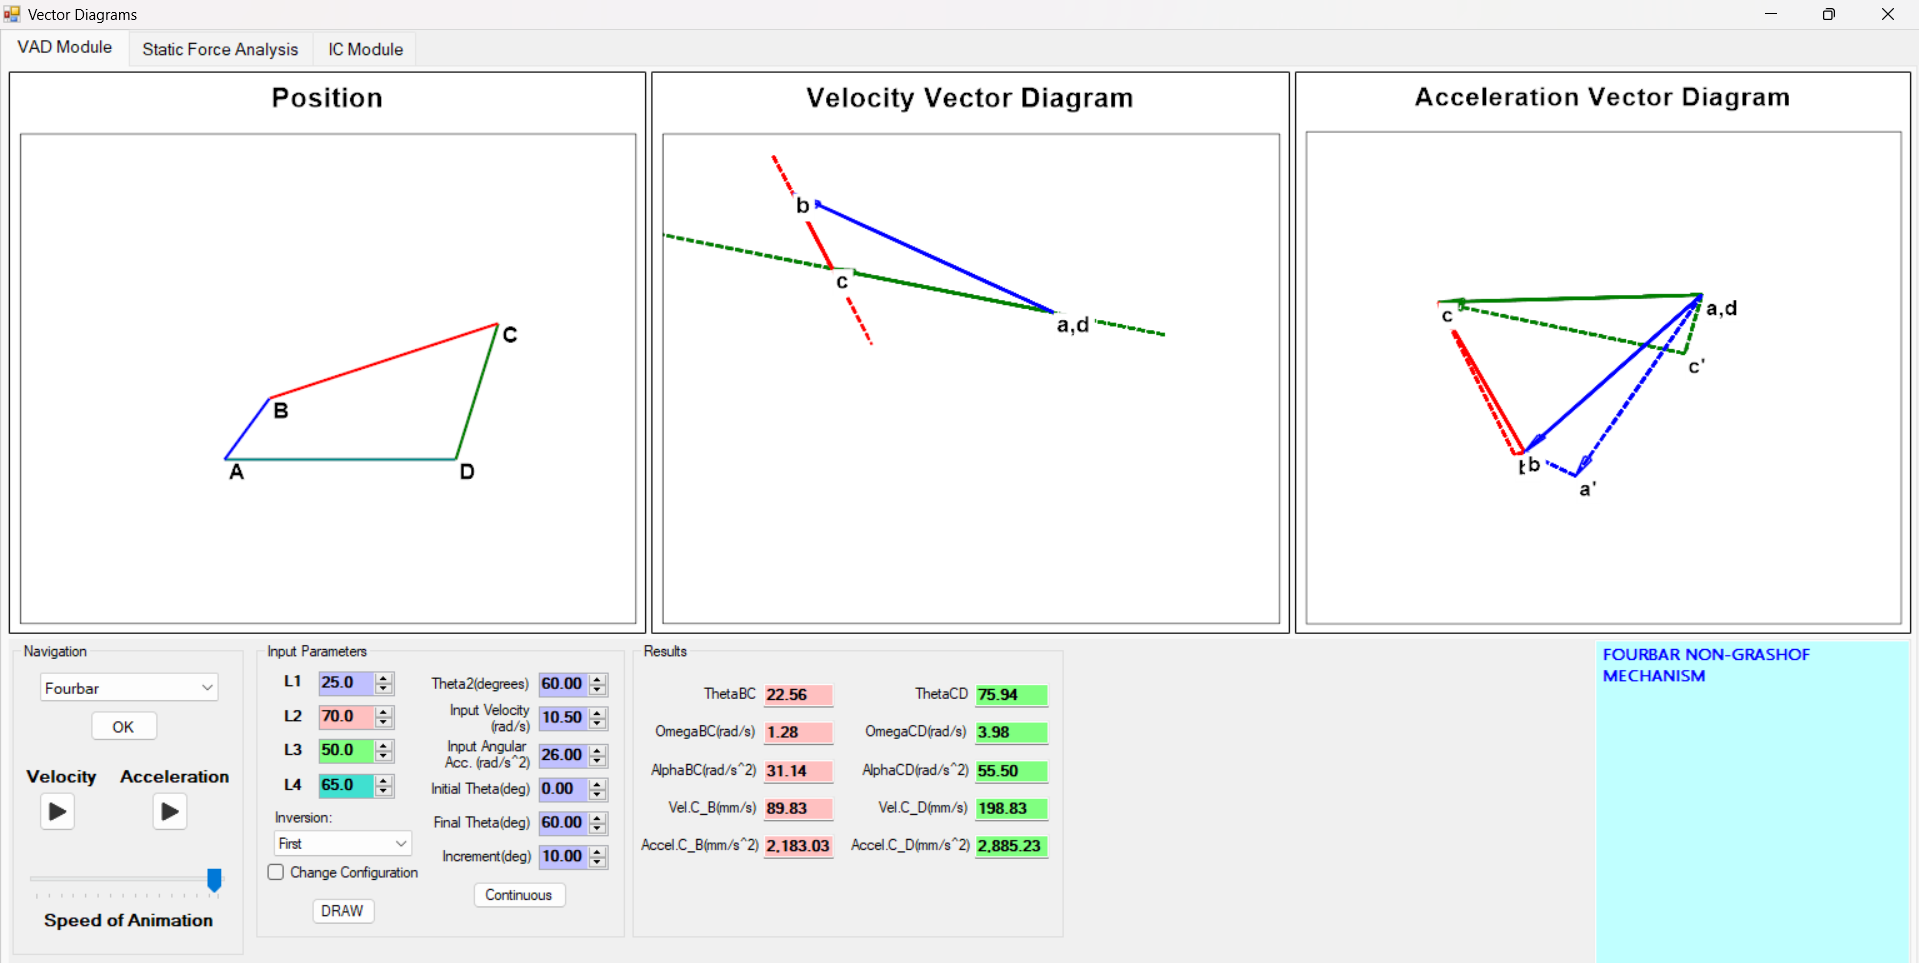 Vector Diagrams
VAD Module
Static Force Analysis
IC Module
Position
A
B
C
D
Velocity Vector Diagram
b
c
a,d
Acceleration Vector Diagram
c
a,d
c'
b
a'
Navigation
Fourbar
OK
Velocity
Acceleration
Speed of Animation
Input Parameters
L1 25.0
L2 70.0
L3 50.0
L4 65.0
Inversion:
First
Change Configuration
DRAW
Theta2(degrees) 60.00
Input Velocity
(rad/s) 10.50
Input Angular
Acc. (rad/s^2) 26.00
Initial Theta(deg) 0.00
Final Theta(deg) 60.00
Increment(deg) 10.00
Continuous
Results
ThetaBC 22.56 ThetaCD 75.94
OmegaBC(rad/s) 1.28 OmegaCD(rad/s) 3.98
AlphaBC(rad/s^2) 31.14 AlphaCD(rad/s^2) 55.50
Vel.C_B(mm/s) 89.83 Vel.C_D(mm/s) 198.83
Accel.C_B(mm/s^2) 2,183.03 Accel.C_D(mm/s^2) 2,885.23
FOURBAR NON-GRASHOF
MECHANISM